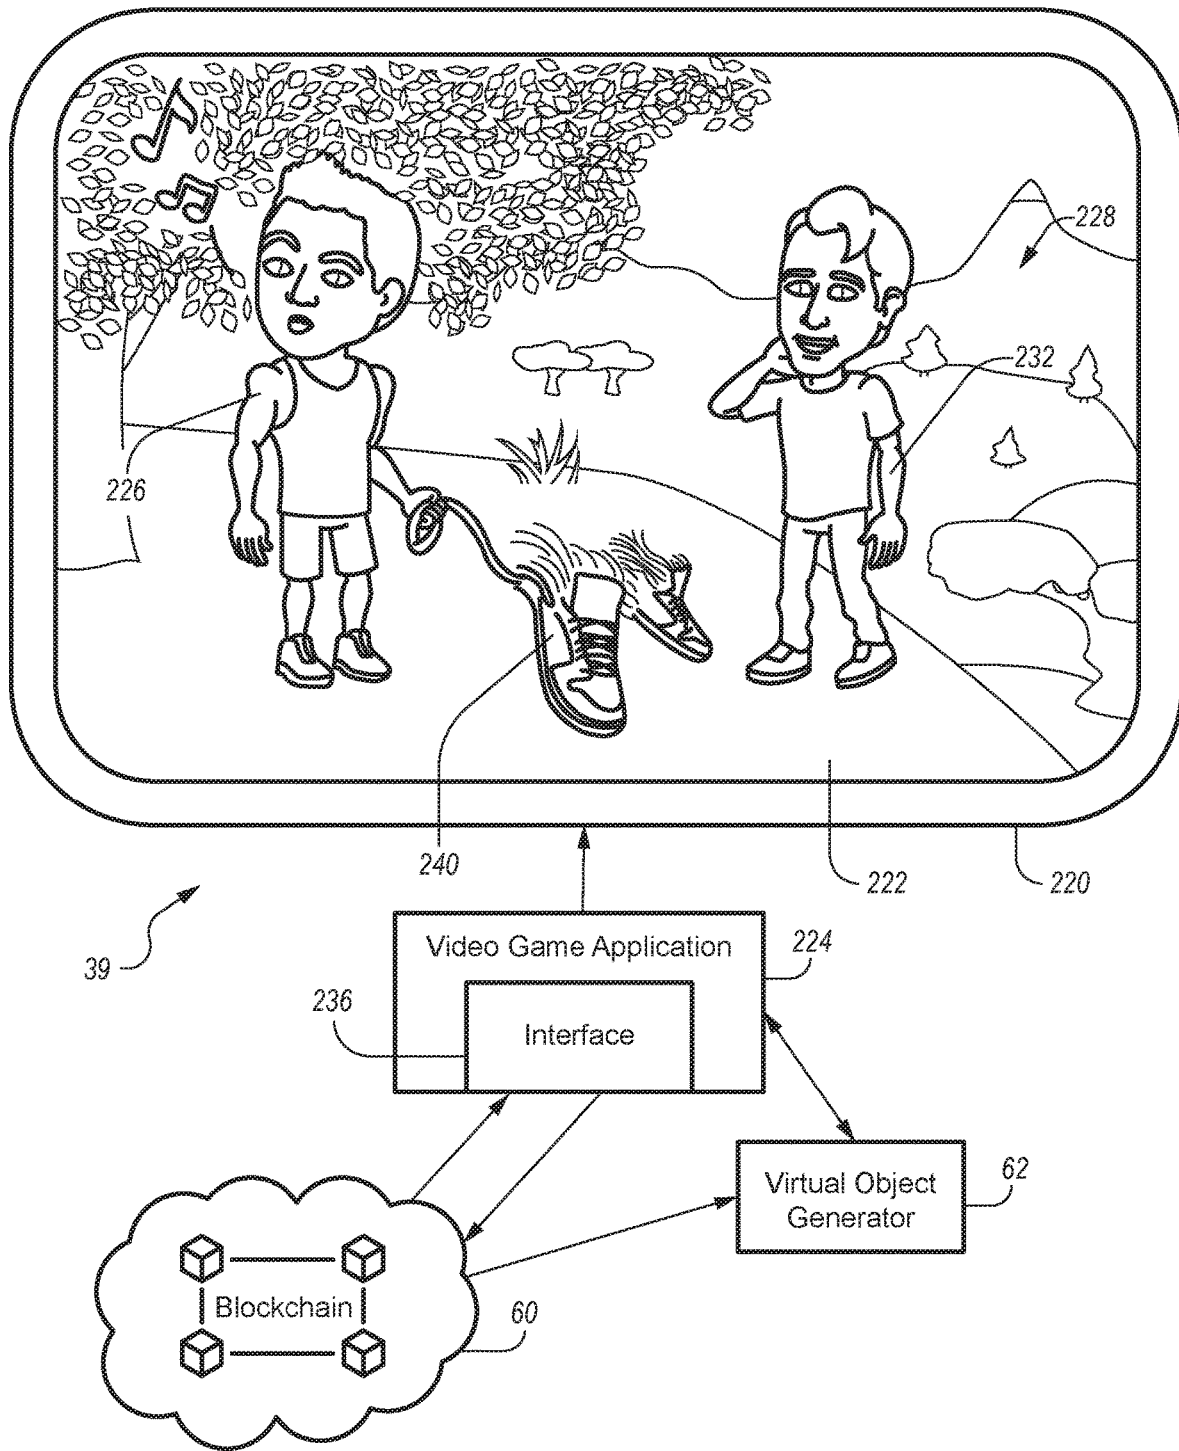 228
232
226
240
222
220
39
Video Game Application
224
236
Interface
Virtual Object
Generator
62
Blockchain
60